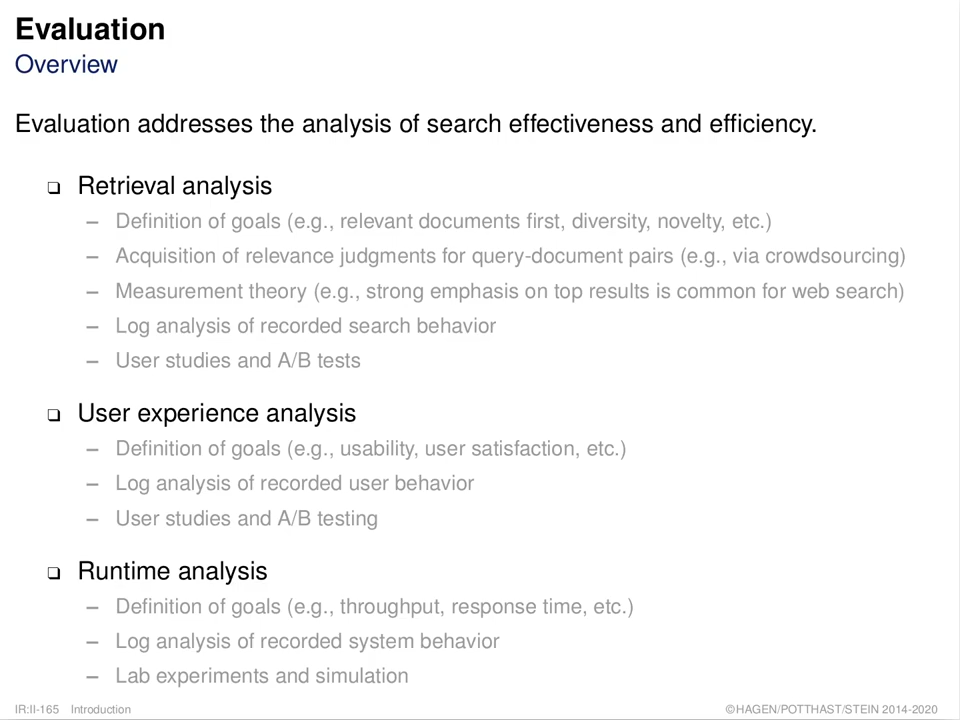 Evaluation
Overview
Evaluation addresses the analysis of search effectiveness and efficiency.
❑ Retrieval analysis
– Definition of goals (e.g., relevant documents first, diversity, novelty, etc.)
– Acquisition of relevance judgments for query-document pairs (e.g., via crowdsourcing)
– Measurement theory (e.g., strong emphasis on top results is common for web search)
– Log analysis of recorded search behavior
– User studies and A/B tests
❑ User experience analysis
– Definition of goals (e.g., usability, user satisfaction, etc.)
– Log analysis of recorded user behavior
– User studies and A/B testing
❑ Runtime analysis
– Definition of goals (e.g., throughput, response time, etc.)
– Log analysis of recorded system behavior
– Lab experiments and simulation
IR:II-165 Introduction ©HAGEN/POTTHAST/STEIN 2014-2020